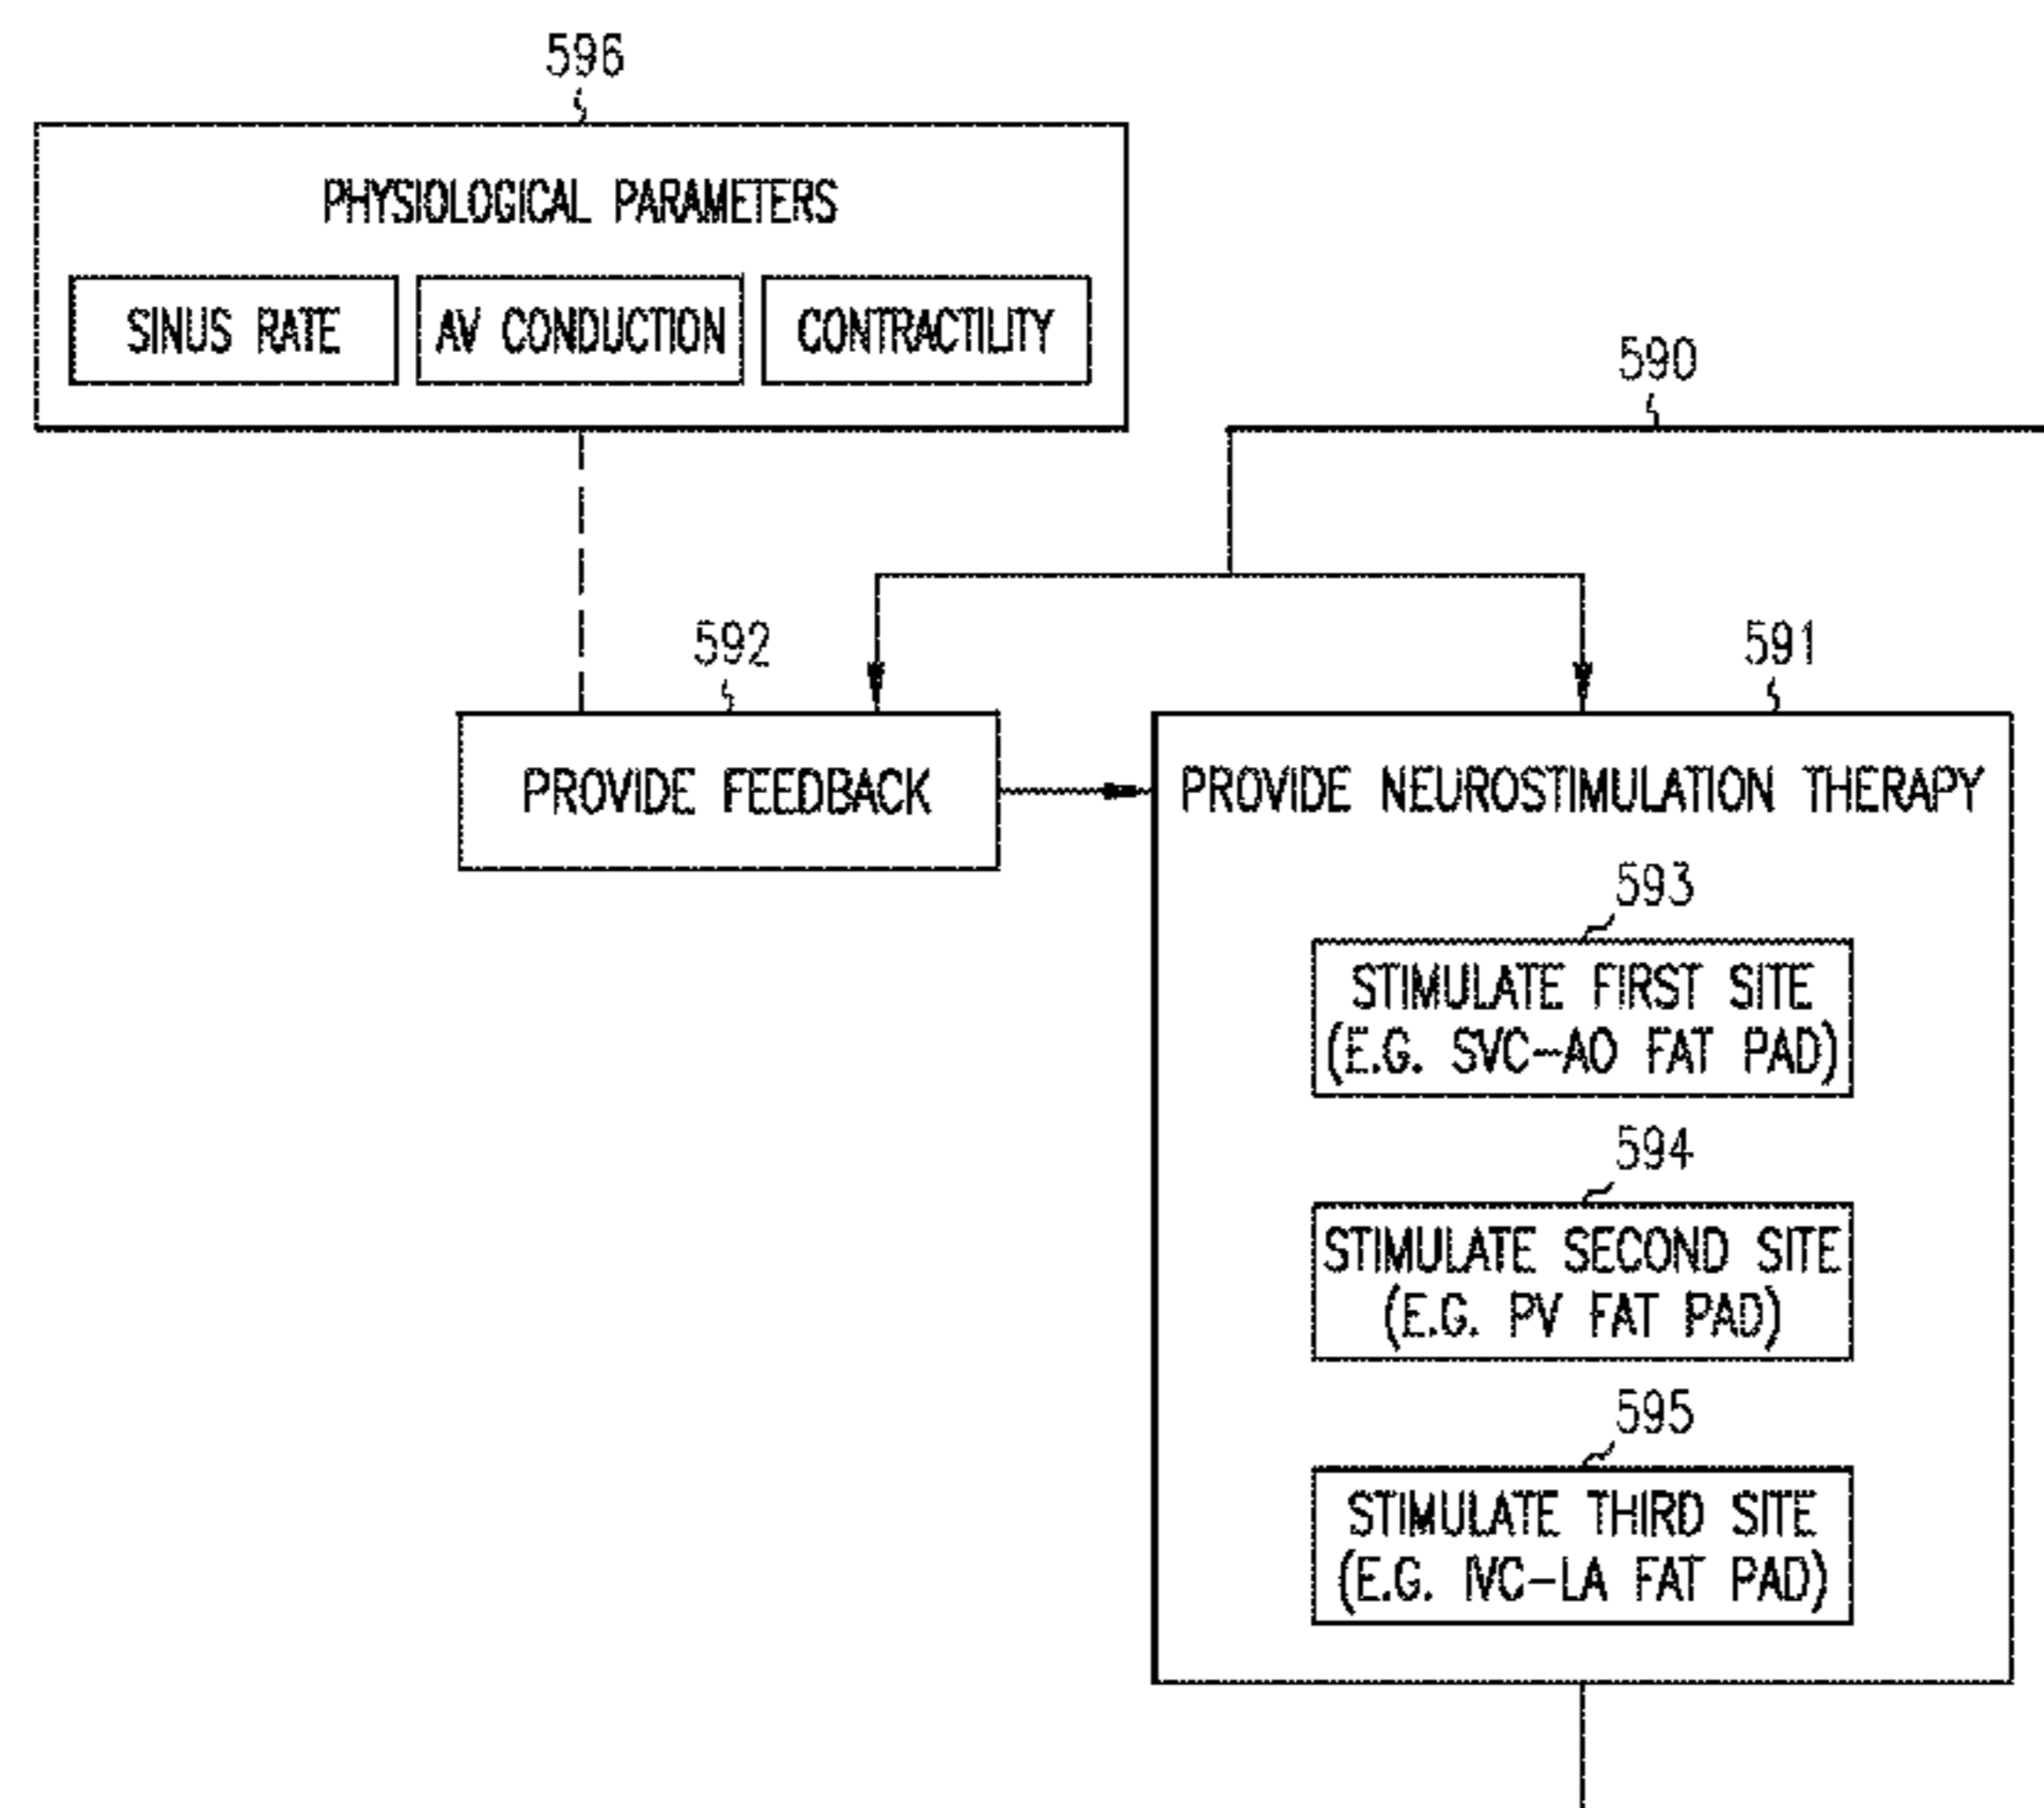 596
PHYSIOLOGICAL PARAMETERS
SINUS RATE
AV CONDUCTION
CONTRACTILITY
590
592
591
PROVIDE FEEDBACK
PROVIDE NEUROSTIMULATION THERAPY
593
STIMULATE FIRST SITE
(E.G. SVC-AO FAT PAD)
594
STIMULATE SECOND SITE
(E.G. PV FAT PAD)
595
STIMULATE THIRD SITE
(E.G. IVC-LA FAT PAD)